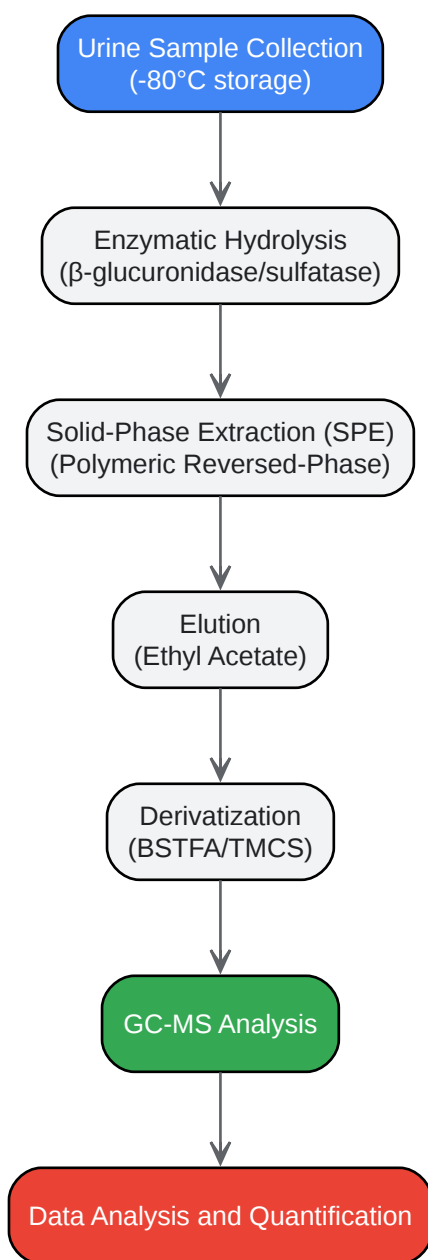 Urine Sample Collection
(-80°C storage)
Enzymatic Hydrolysis
(β-glucuronidase/sulfatase)
Solid-Phase Extraction (SPE)
(Polymeric Reversed-Phase)
Elution
(Ethyl Acetate)
Derivatization
(BSTFA/TMCS)
GC-MS Analysis
Data Analysis and Quantification